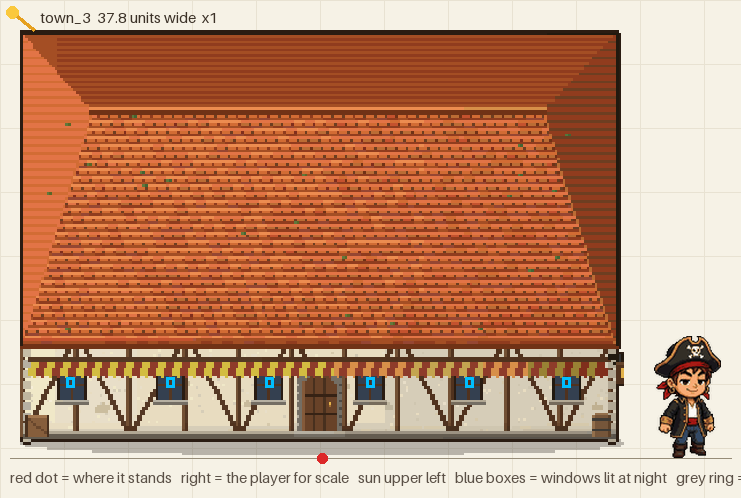 town_3 37.8 units wide x1
red dot = where it stands right = the player for scale sun upper left blue boxes = windows lit at night grey ring =